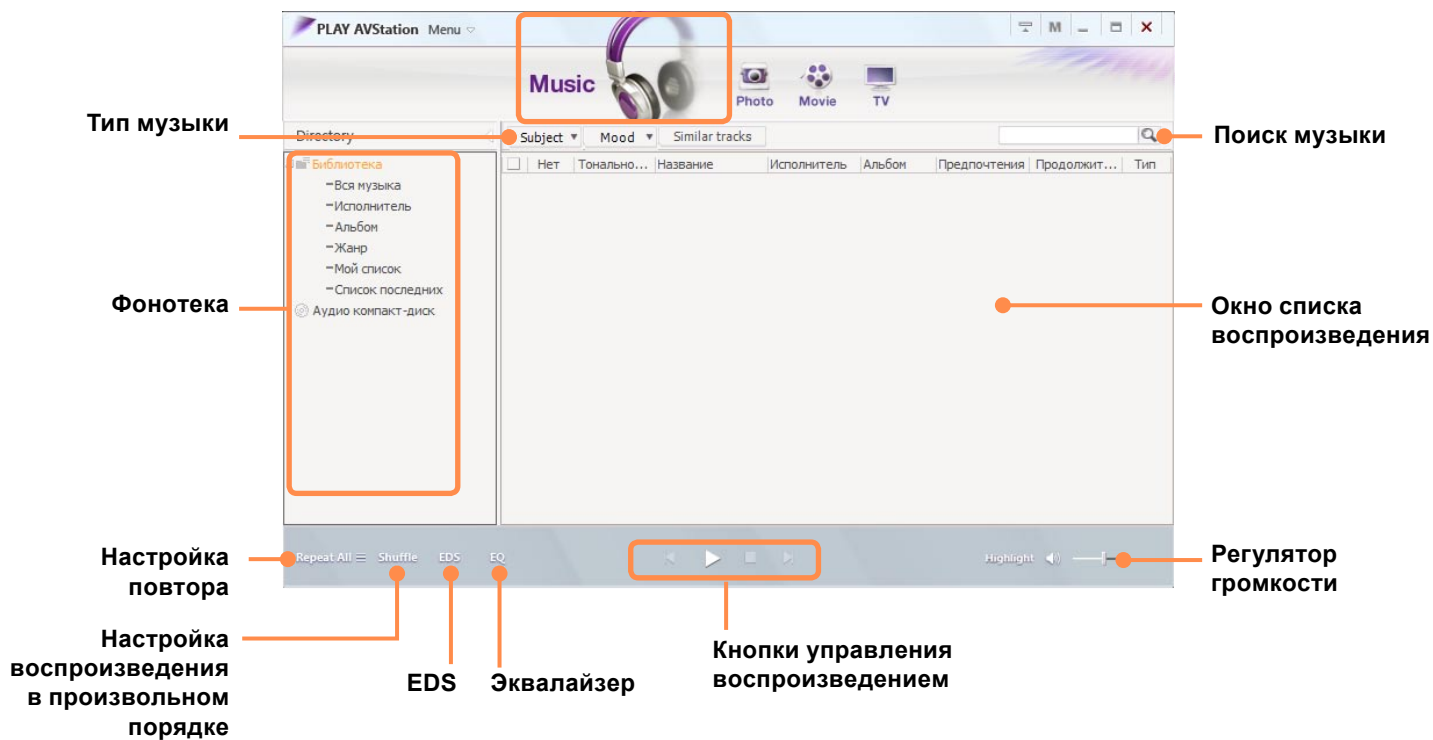 PLAY AVStation Menu
M
Music
Photo
Movie
TV
Тип музыки
Directory
Subject
Mood
Similar tracks
Поиск музыки
Библиотека
Нет
Тонально...
Название
Исполнитель
Альбом
Предпочтения
Продолжит...
Тип
Вся музыка
Исполнитель
Альбом
Жанр
Мой список
Список последних
Аудио компакт-диск
Фонотека
Окно списка
воспроизведения
Настройка
повтора
Repeat All
Shuffle
EDS
EQ
Highlight
Регулятор
громкости
Настройка
воспроизведения
в произвольном
порядке
EDS
Эквалайзер
Кнопки управления
воспроизведением